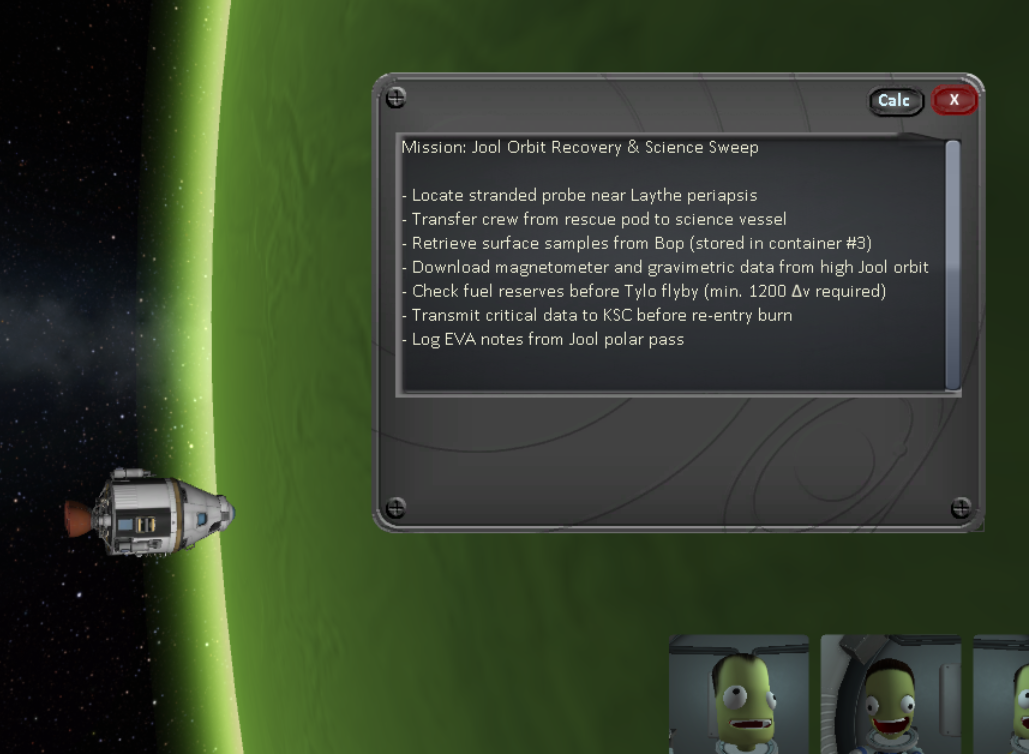 Calc X
Mission: Jool Orbit Recovery & Science Sweep
- Locate stranded probe near Laythe periapsis
- Transfer crew from rescue pod to science vessel
- Retrieve surface samples from Bop (stored in container #3)
- Download magnetometer and gravimetric data from high Jool orbit
- Check fuel reserves before Tylo flyby (min. 1200 Δv required)
- Transmit critical data to KSC before re-entry burn
- Log EVA notes from Jool polar pass